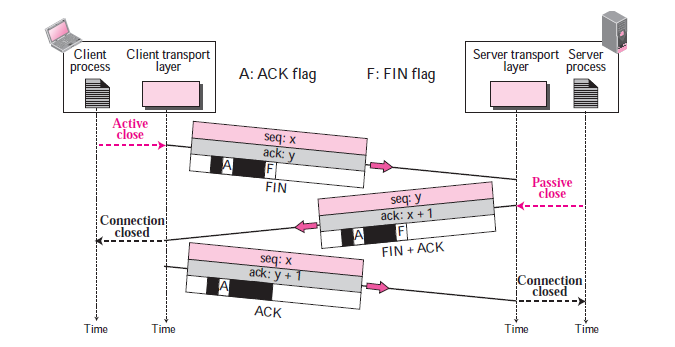 Client process
Client transport layer
A: ACK flag
F: FIN flag
Server transport layer
Server process
Active close
seq: x
ack: y
A
F
FIN
Passive close
seq: y
ack: x + 1
A
F
FIN + ACK
Connection closed
seq: x
ack: y + 1
A
ACK
Connection closed
Time
Time
Time
Time